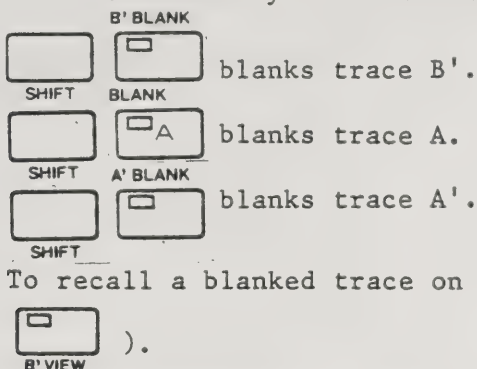 B' BLANK
blanks trace B'.
SHIFT BLANK
A blanks trace A.
SHIFT A' BLANK
blanks trace A'.
SHIFT
To recall a blanked trace on
).
B' VIEW